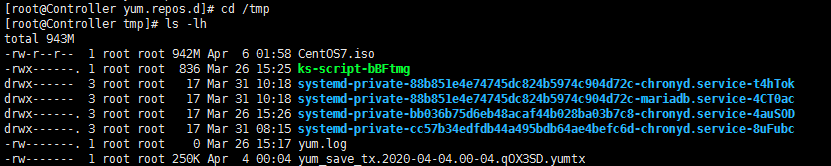 [root@Controller yum.repos.d]# cd /tmp
[root@Controller tmp]# ls -lh
total 943M
-rw-r--r--  1 root root 942M Apr  6 01:58 CentOS7.iso
-rwx------. 1 root root  836 Mar 26 15:25 ks-script-bBFtmg
drwx------  3 root root   17 Mar 31 10:18 systemd-private-88b851e4e74745dc824b5974c904d72c-chronyd.service-t4hTok
drwx------  3 root root   17 Mar 31 10:18 systemd-private-88b851e4e74745dc824b5974c904d72c-mariadb.service-4CT0ac
drwx------. 3 root root   17 Mar 26 15:26 systemd-private-bb036b75d6eb48acaf44b028ba03b7c8-chronyd.service-4auSOD
drwx------. 3 root root   17 Mar 31 08:15 systemd-private-cc57b34edfdb44a495bdb64ae4befc6d-chronyd.service-8uFubc
-rw-------. 1 root root    0 Mar 26 15:17 yum.log
-rw-------  1 root root 250K Apr  4 00:04 yum_save_tx.2020-04-04.00-04.qOX3SD.yumtx